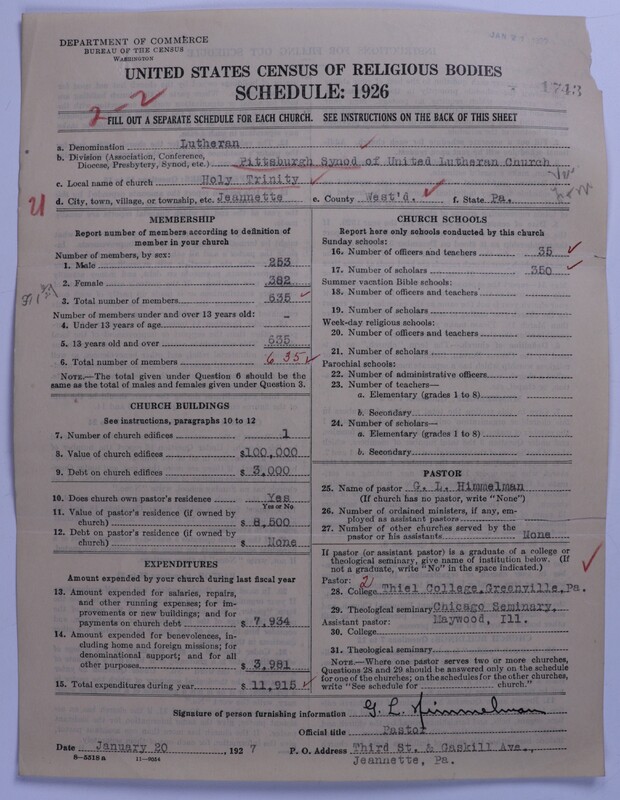 DEPARTMENT OF COMMERCE
BUREAU OF THE CENSUS
WASHINGTON
UNITED STATES CENSUS OF RELIGIOUS BODIES
SCHEDULE: 1926
1743
2-2
FILL OUT A SEPARATE SCHEDULE FOR EACH CHURCH. SEE INSTRUCTIONS ON THE BACK OF THIS SHEET
a. Denomination Lutheran
b. Division (Association, Conference, Diocese, Presbytery, Synod, etc.) Pittsburgh Synod of United Lutheran Church
c. Local name of church Holy Trinity
d. City, town, village, or township, etc. Jeannette e. County West'd. f. State Pa.
MEMBERSHIP
Report number of members according to definition of
member in your church
Number of members, by sex:
1. Male 253
2. Female 382
3. Total number of members 635
Number of members under and over 13 years old:
4. Under 13 years of age -
5. 13 years old and over 635
6. Total number of members 635
NOTE.—The total given under Question 6 should be the
same as the total of males and females given under Question 3.
CHURCH BUILDINGS
See instructions, paragraphs 10 to 12
7. Number of church edifices 1
8. Value of church edifices $100,000
9. Debt on church edifices $3,000
10. Does church own pastor's residence Yes
Yes or No
11. Value of pastor's residence (if owned by
church) $8,500
12. Debt on pastor's residence (if owned by
church) $None
EXPENDITURES
Amount expended by your church during last fiscal year
13. Amount expended for salaries, repairs,
and other running expenses; for im-
provements or new buildings; and for
payments on church debt $7,934
14. Amount expended for benevolences, in-
cluding home and foreign missions; for
denominational support; and for all
other purposes $3,981
15. Total expenditures during year $11,915
CHURCH SCHOOLS
Report here only schools conducted by this church
Sunday schools:
16. Number of officers and teachers 35
17. Number of scholars 350
Summer vacation Bible schools:
18. Number of officers and teachers
19. Number of scholars
Week-day religious schools:
20. Number of officers and teachers
21. Number of scholars
Parochial schools:
22. Number of administrative officers
23. Number of teachers—
a. Elementary (grades 1 to 8)
b. Secondary
24. Number of scholars—
a. Elementary (grades 1 to 8)
b. Secondary
PASTOR
25. Name of pastor G. L. Himmelman
(If church has no pastor, write "None")
26. Number of ordained ministers, if any, em-
ployed as assistant pastors
27. Number of other churches served by the
pastor or his assistants None
If pastor (or assistant pastor) is a graduate of a college or
theological seminary, give name of institution below. (If
not a graduate, write "No" in the space indicated.)
Pastor: 2
28. College Thiel College, Greenville, Pa.
29. Theological seminary Chicago Seminary,
Assistant pastor: Maywood, Ill.
30. College
31. Theological seminary
NOTE.—Where one pastor serves two or more churches,
Questions 28 and 29 should be answered only on the schedule
for one of the churches; on the schedules for the other churches,
write "See schedule for church."
Signature of person furnishing information G. L. Himmelman
Official title Pastor
Date January 20 1927 P. O. Address Third St. & Gaskill Ave.,
Jeannette, Pa.
8—5518a 11—9054